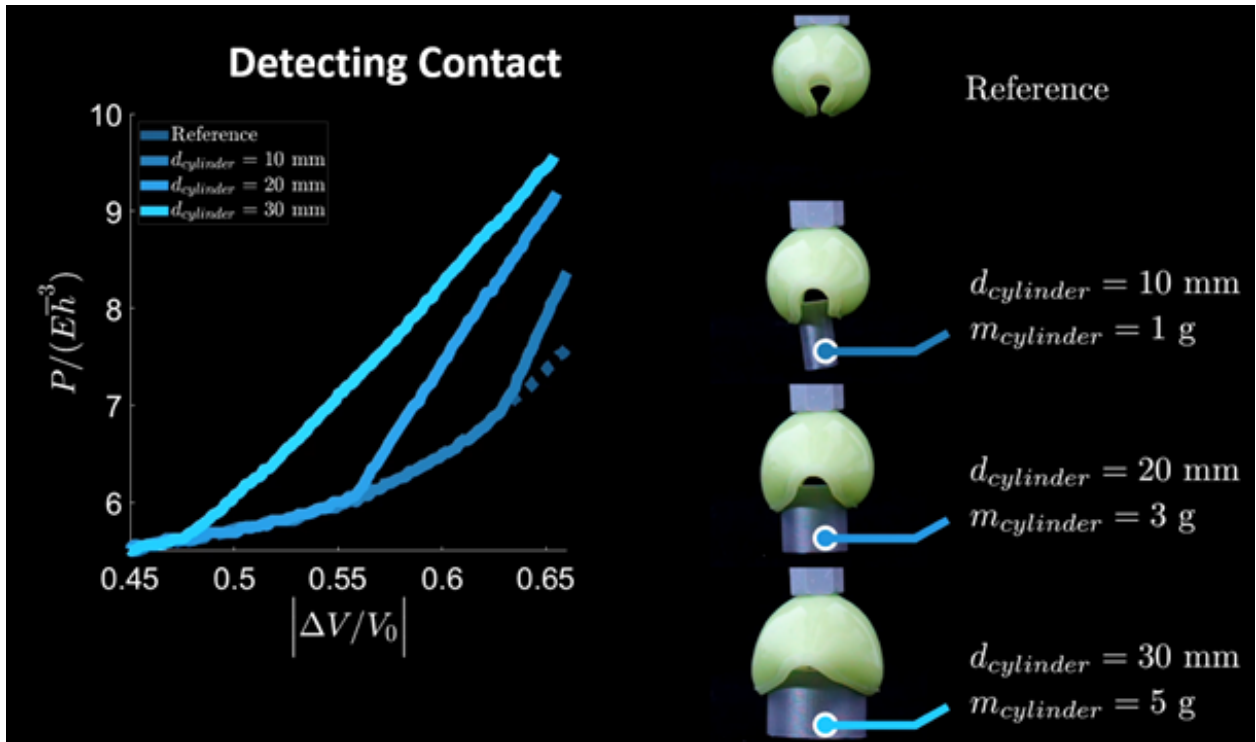 Detecting Contact
Reference
d_cylinder = 10 mm
d_cylinder = 20 mm
d_cylinder = 30 mm
10
9
8
7
6
P/(Eh̅³)
0.45 0.5 0.55 0.6 0.65
|ΔV/V₀|
Reference
d_cylinder = 10 mm
m_cylinder = 1 g
d_cylinder = 20 mm
m_cylinder = 3 g
d_cylinder = 30 mm
m_cylinder = 5 g